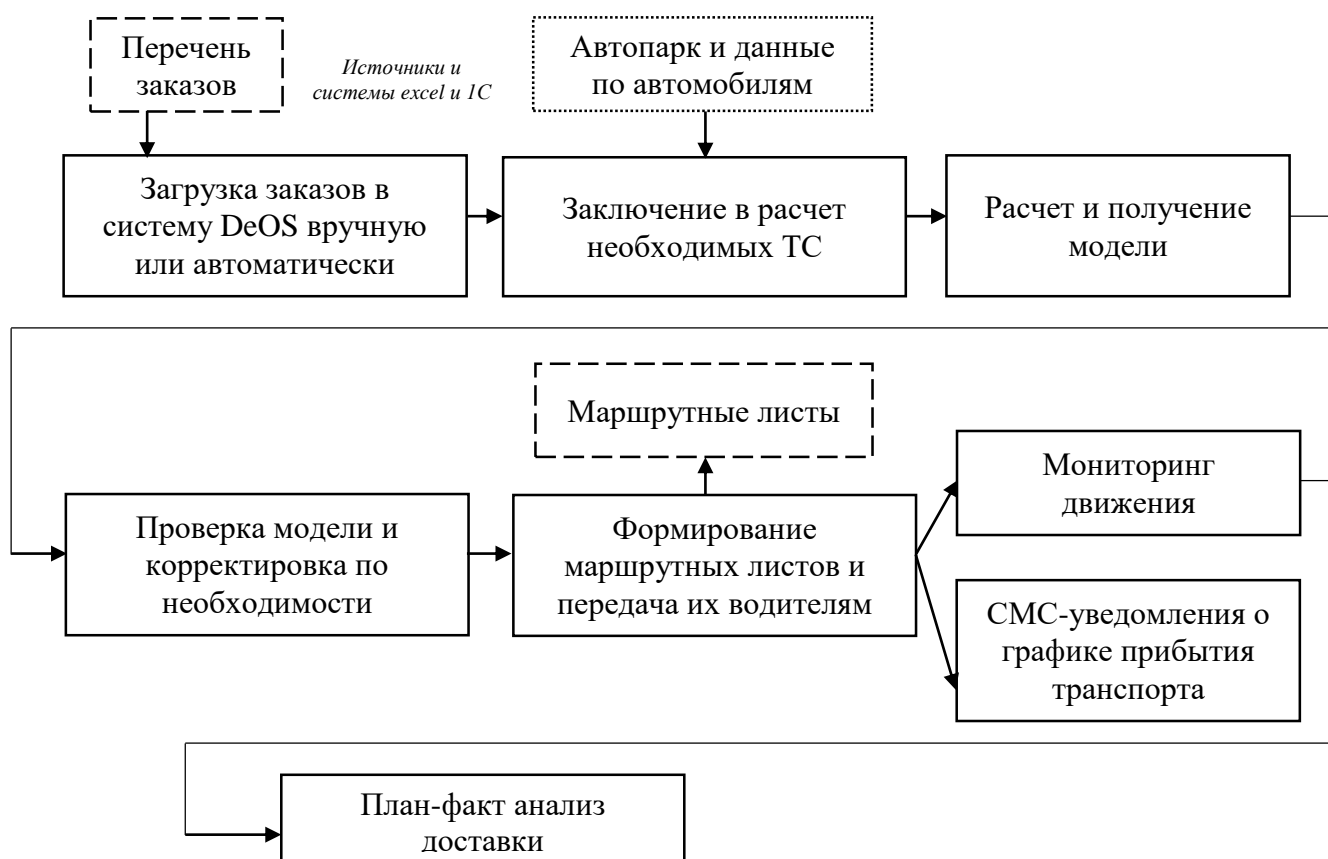 Перечень
заказов
Источники и
системы excel и 1С
Автопарк и данные
по автомобилям
Загрузка заказов в
систему DeOS вручную
или автоматически
Заключение в расчет
необходимых ТС
Расчет и получение
модели
Маршрутные листы
Проверка модели и
корректировка по
необходимости
Формирование
маршрутных листов и
передача их водителям
Мониторинг
движения
СМС-уведомления о
графике прибытия
транспорта
План-факт анализ
доставки